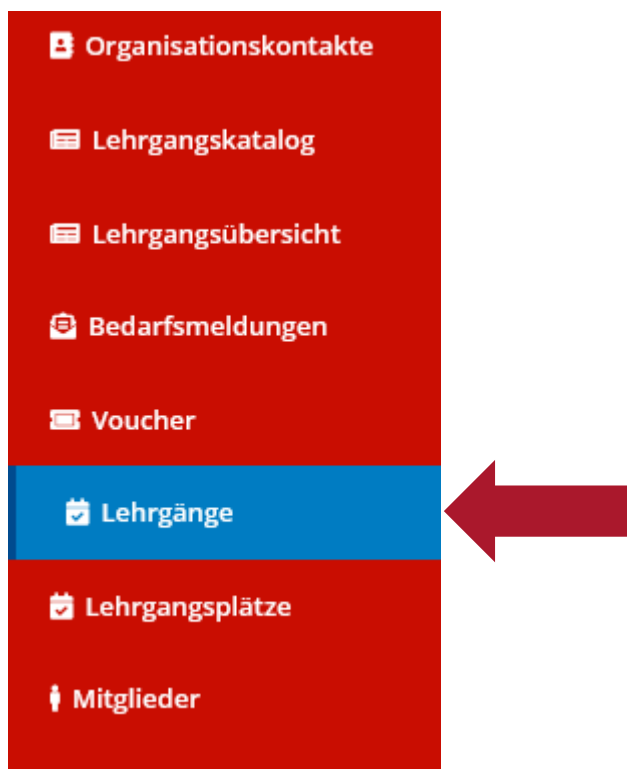 Organisationskontakte
Lehrgangskatalog
Lehrgangsübersicht
Bedarfsmeldungen
Voucher
Lehrgänge
Lehrgangsplätze
Mitglieder